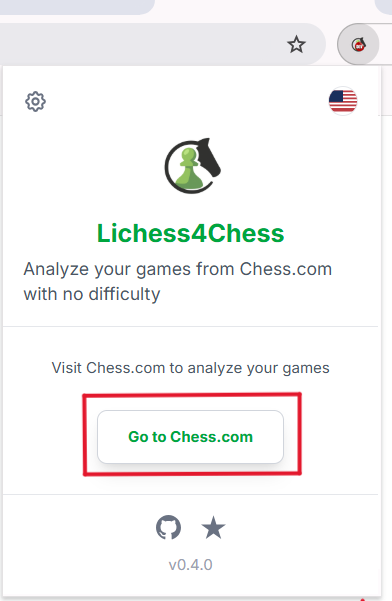 Lichess4Chess
Analyze your games from Chess.com
with no difficulty
Visit Chess.com to analyze your games
Go to Chess.com
v0.4.0